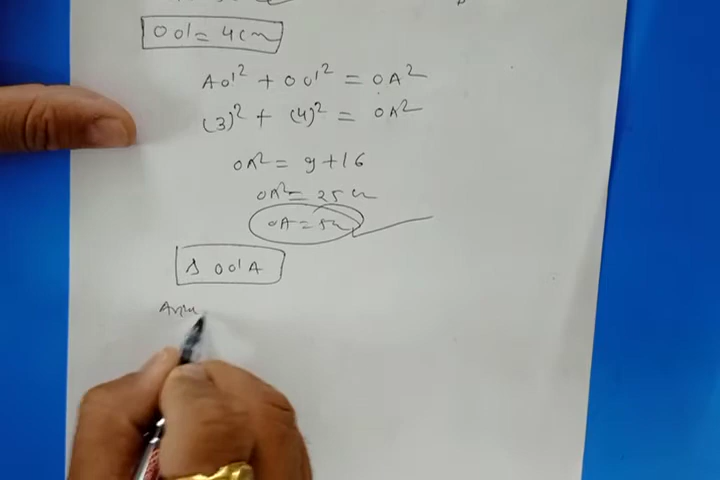 OO' = 4cm
AO'² + OO'² = OA²
(3)² + (4)² = OA²
OA² = 9+16
OA² = 25 cm
OA = 5cm
Δ OO'A